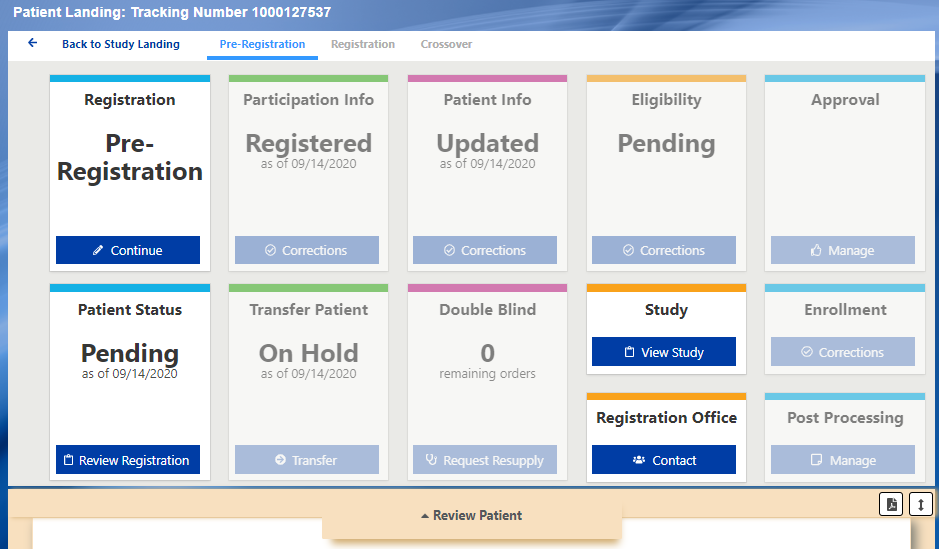 Patient Landing: Tracking Number 1000127537
Back to Study Landing Pre-Registration Registration Crossover
Registration
Pre-
Registration
Continue
Participation Info
Registered
as of 09/14/2020
Corrections
Patient Info
Updated
as of 09/14/2020
Corrections
Eligibility
Pending
Corrections
Approval
Manage
Patient Status
Pending
as of 09/14/2020
Review Registration
Transfer Patient
On Hold
as of 09/14/2020
Transfer
Double Blind
0
remaining orders
Request Resupply
Study
View Study
Enrollment
Corrections
Registration Office
Contact
Post Processing
Manage
Review Patient